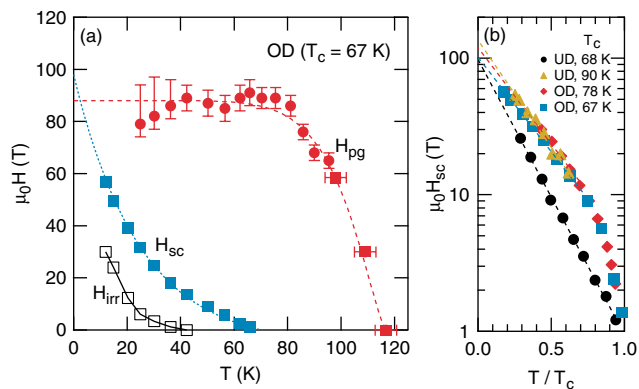 (a)
OD (Tc = 67 K)
120
100
80
60
40
20
0
μ0H (T)
Hpg
Hsc
Hirr
0 20 40 60 80 100 120
T (K)
(b)
Tc
UD, 68 K
UD, 90 K
OD, 78 K
OD, 67 K
100
10
1
μ0Hsc (T)
0.0 0.5 1.0
T / Tc